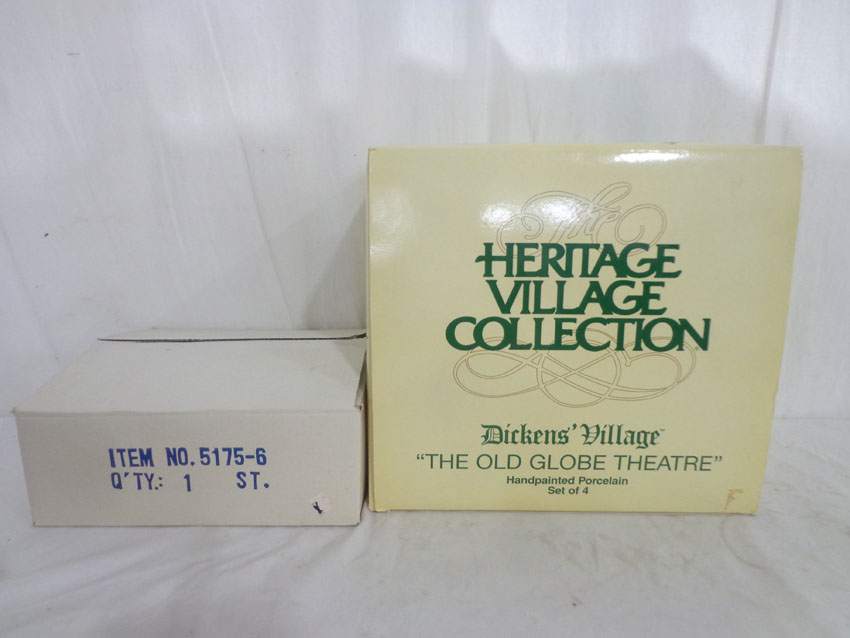 ITEM NO. 5175-6
Q'TY.: 1 ST.
The
HERITAGE
VILLAGE
COLLECTION®
Dickens' Village™
"THE OLD GLOBE THEATRE"
Handpainted Porcelain
Set of 4
F